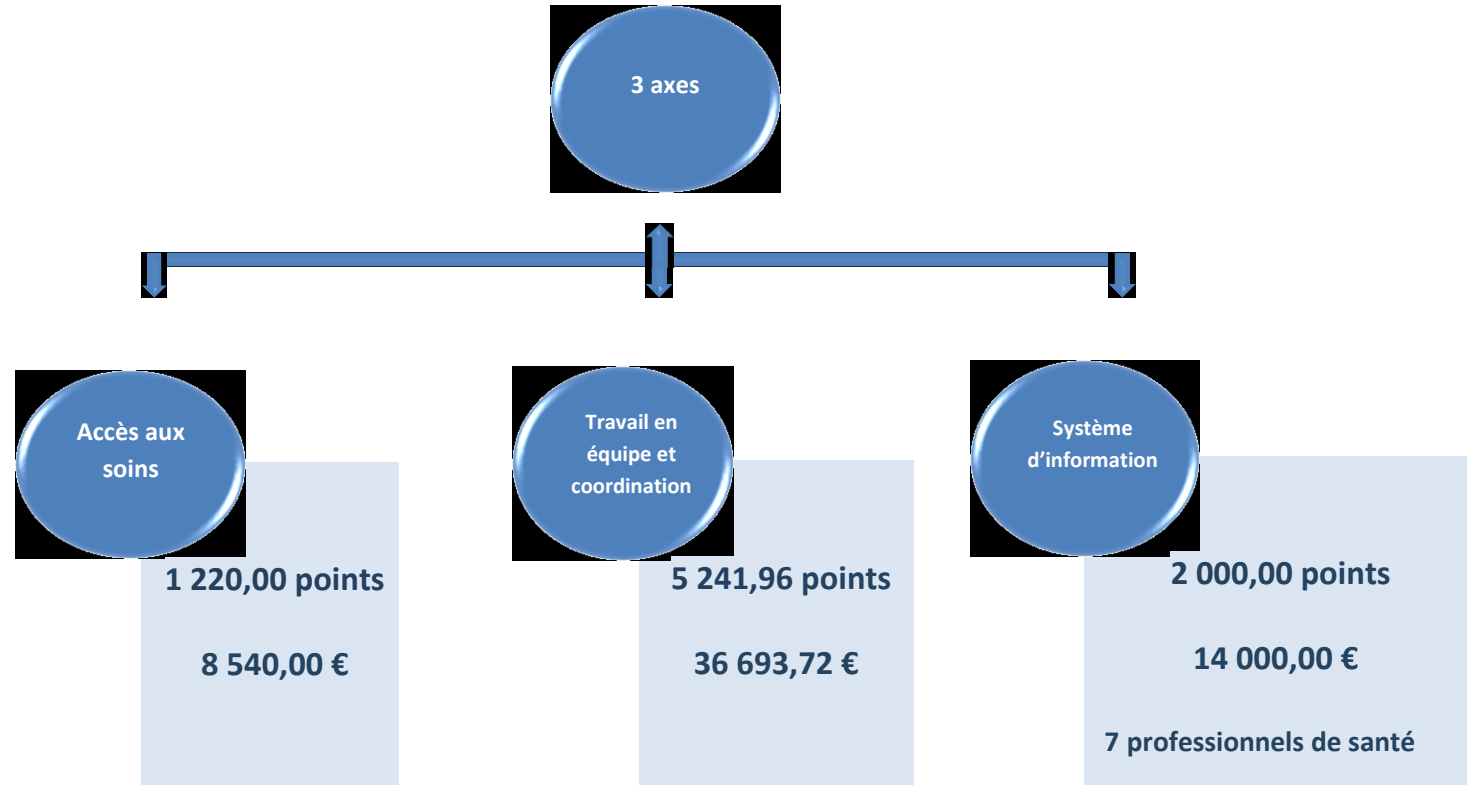 3 axes
Accès aux
soins
1 220,00 points
8 540,00 €
Travail en
équipe et
coordination
5 241,96 points
36 693,72 €
Système
d’information
2 000,00 points
14 000,00 €
7 professionnels de santé